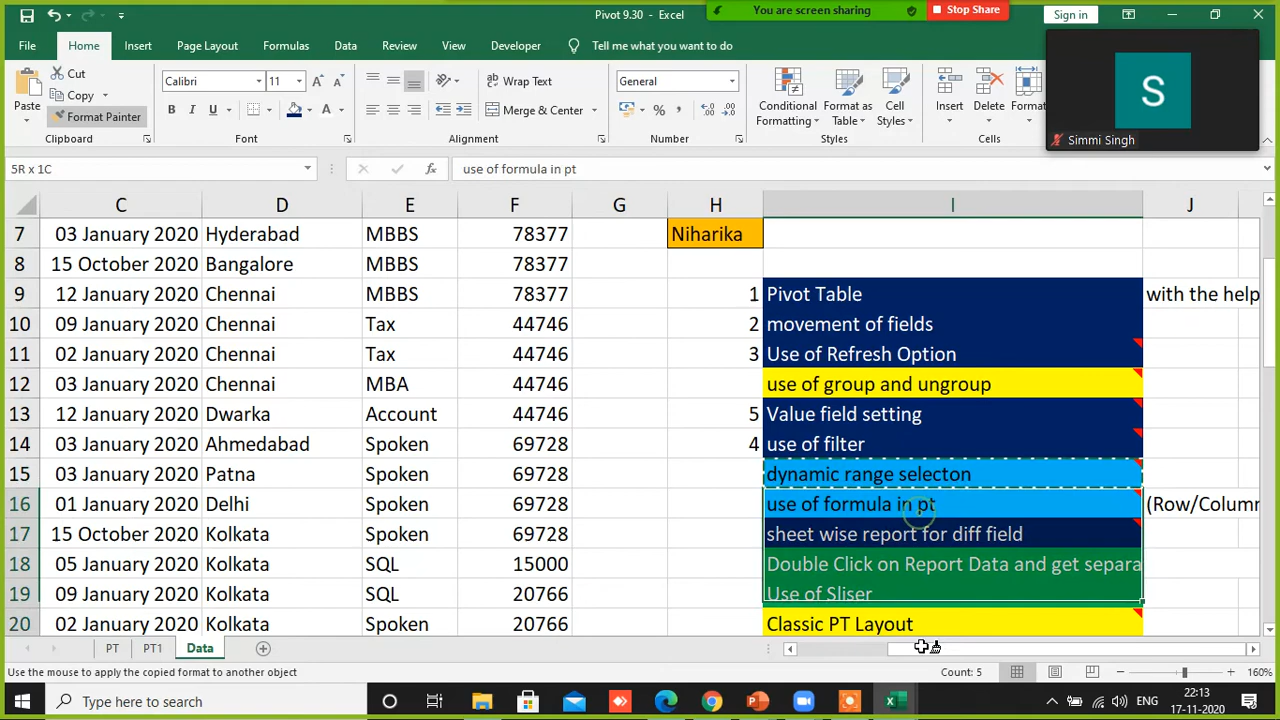 Pivot 9.30 - Excel
You are screen sharing
Stop Share
Sign in
File
Home
Insert
Page Layout
Formulas
Data
Review
View
Developer
Tell me what you want to do
Paste
Cut
Copy
Format Painter
Clipboard
Calibri
11
B I U
Font
Wrap Text
Merge & Center
Alignment
General
Number
Conditional Formatting
Format as Table
Cell Styles
Styles
Insert
Delete
Format
Cells
S
Simmi Singh
5R x 1C
fx
use of formula in pt
C D E F G H I J
7 03 January 2020 Hyderabad MBBS 78377 Niharika
8 15 October 2020 Bangalore MBBS 78377
9 12 January 2020 Chennai MBBS 78377 1 Pivot Table with the help
10 09 January 2020 Chennai Tax 44746 2 movement of fields
11 02 January 2020 Chennai Tax 44746 3 Use of Refresh Option
12 03 January 2020 Chennai MBA 44746 use of group and ungroup
13 12 January 2020 Dwarka Account 44746 5 Value field setting
14 03 January 2020 Ahmedabad Spoken 69728 4 use of filter
15 03 January 2020 Patna Spoken 69728 dynamic range selecton
16 01 January 2020 Delhi Spoken 69728 use of formula in pt (Row/Column
17 15 October 2020 Kolkata Spoken 69728 sheet wise report for diff field
18 05 January 2020 Kolkata SQL 15000 Double Click on Report Data and get separa
19 09 January 2020 Kolkata SQL 20766 Use of Sliser
20 02 January 2020 Kolkata Spoken 20766 Classic PT Layout
PT
PT1
Data
Use the mouse to apply the copied format to another object
Count: 5
160%
Type here to search
ENG
22:13
17-11-2020